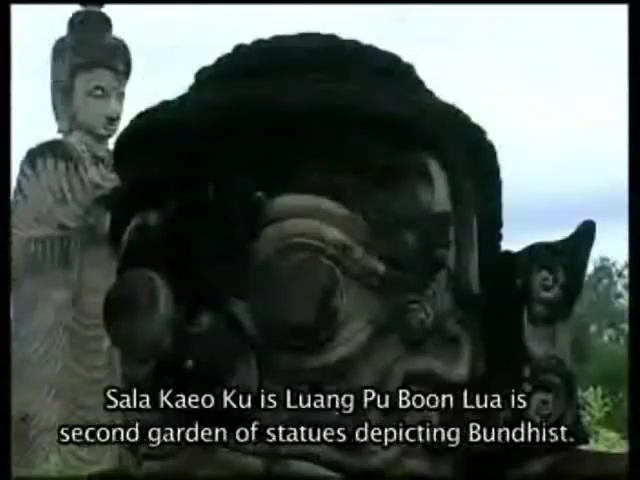 Sala Kaeo Ku is Luang Pu Boon Lua is
second garden of statues depicting Bundhist.